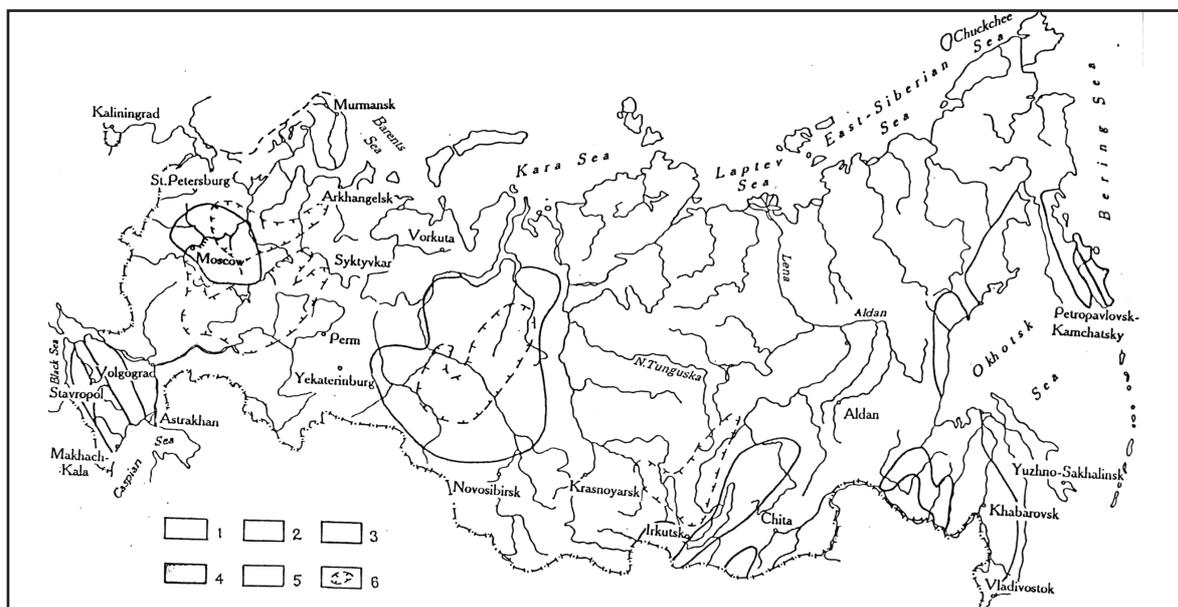 Chuckchee
Sea
East-Siberian
Sea
Bering Sea
Laptev
Sea
Kara Sea
Barents
Sea
Murmansk
Kaliningrad
St.Petersburg
Arkhangelsk
Vorkuta
Moscow
Syktyvkar
Lena
Aldan
Petropavlovsk-
Kamchatsky
Okhotsk
Sea
Perm
N.Tunguska
Yekaterinburg
Black Sea
Volgograd
Stavropol
Astrakhan
Aldan
Makhach-
Kala
Caspian
Sea
Novosibirsk
Krasnoyarsk
Irkutsk
Chita
Yuzhno-Sakhalinsk
Khabarovsk
Vladivostok
1 2 3
4 5 6